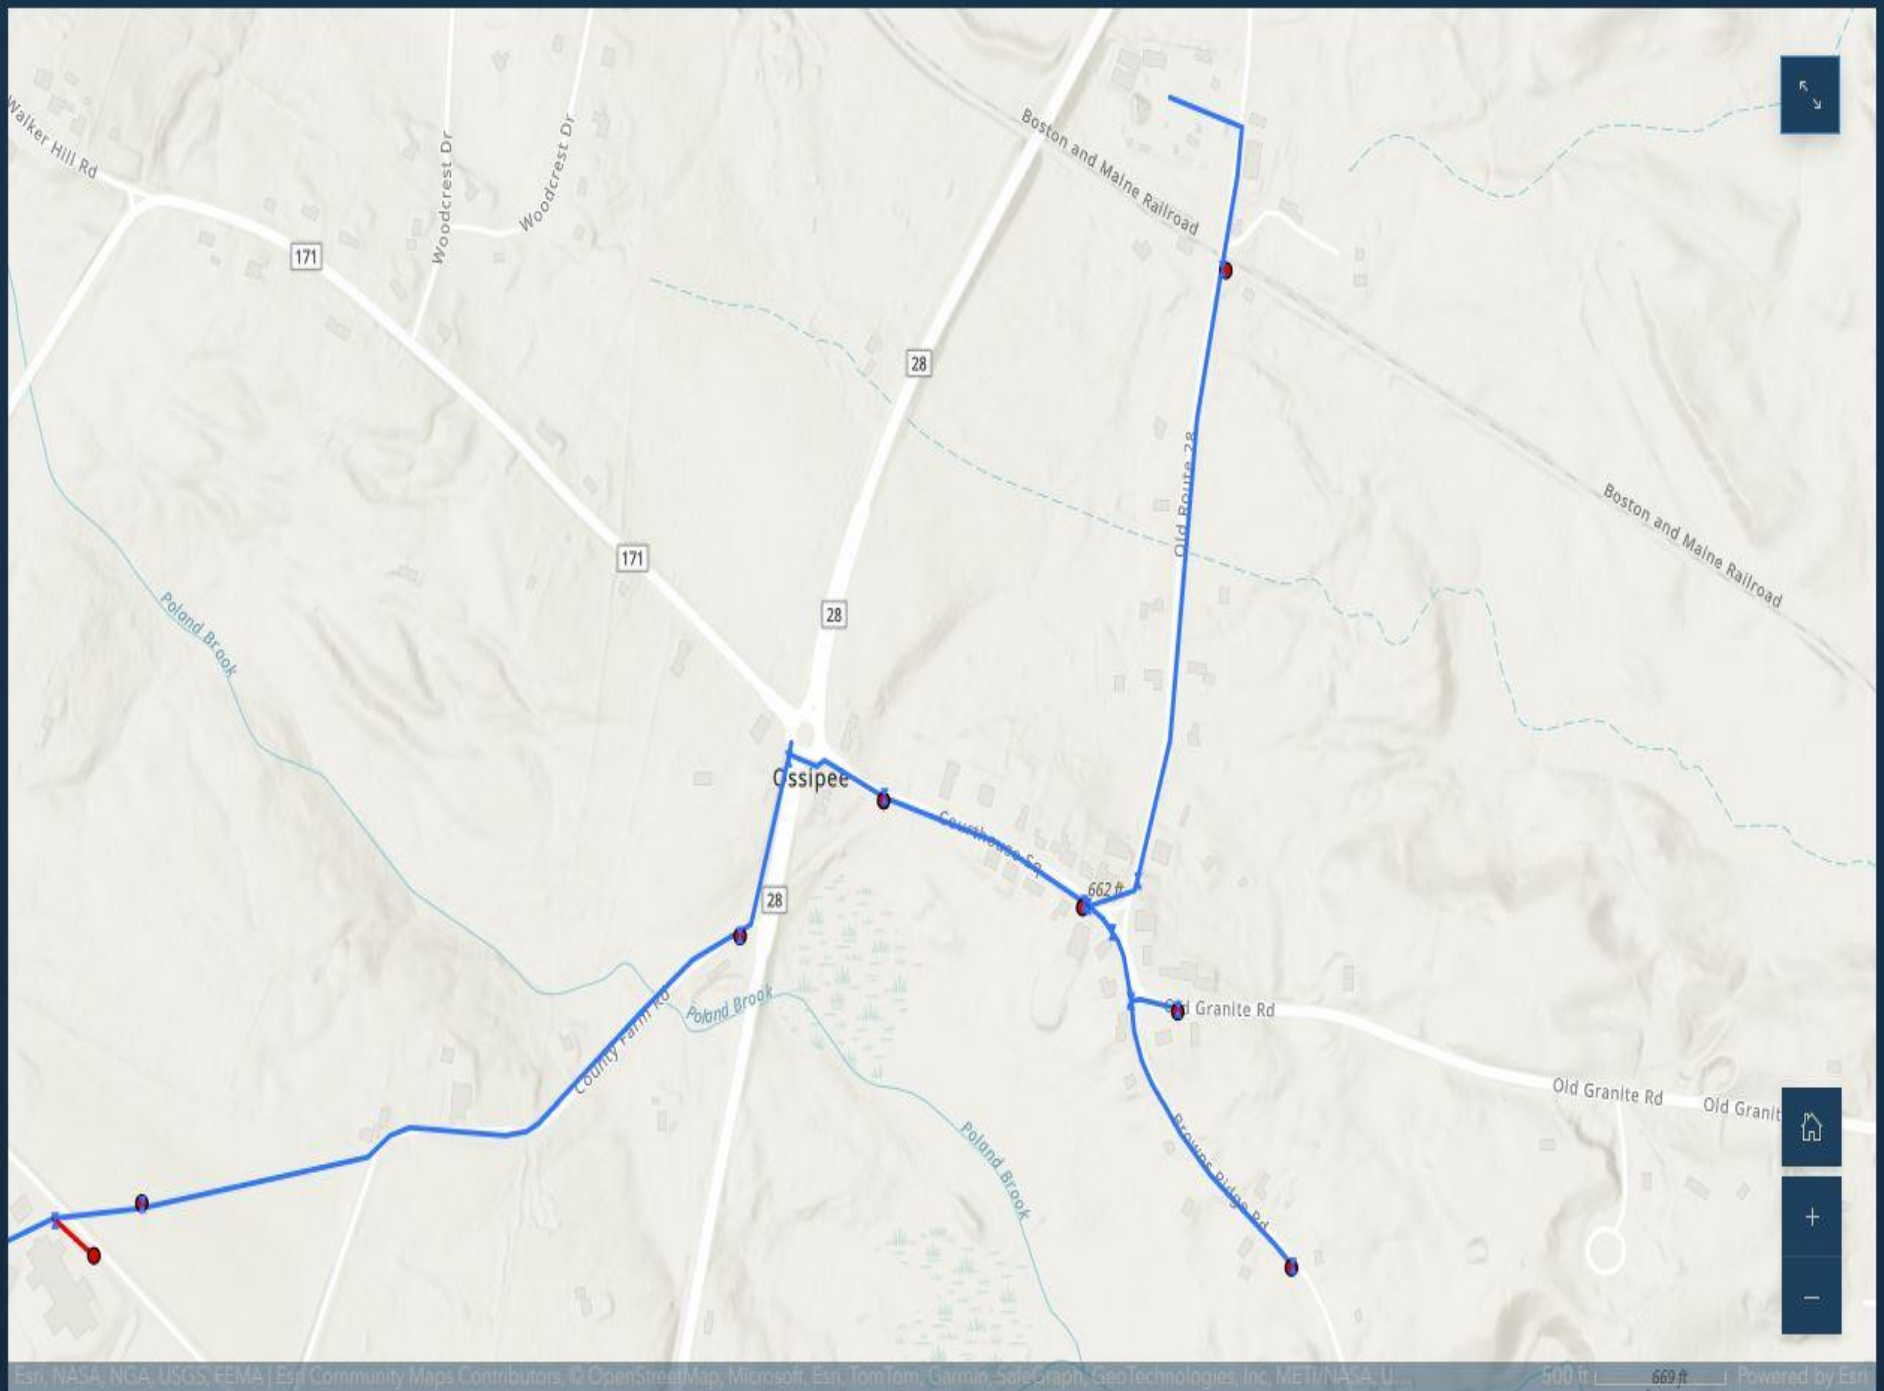 Walker Hill Rd
Woodcrest Dr
Woodcrest Dr
Boston and Maine Railroad
171
28
Old Route 28
Boston and Maine Railroad
171
28
Poland Brook
Ossipee
Courthouse Sq
662 ft
28
Poland Brook
Old Granite Rd
County Farm Rd
Old Granite Rd
Old Granit
Poland Brook
Browns Ridge Rd
+
−
Esri, NASA, NGA, USGS, FEMA | Esri Community Maps Contributors, © OpenStreetMap, Microsoft, Esri, TomTom, Garmin, SafeGraph, GeoTechnologies, Inc, METI/NASA, U... 500 ft 669 ft Powered by Esri